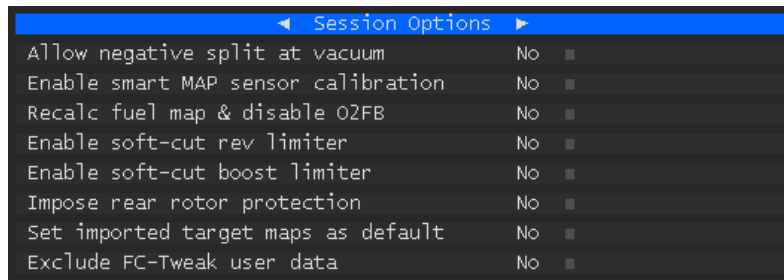 ◄ Session Options ►
Allow negative split at vacuum No
Enable smart MAP sensor calibration No
Recalc fuel map & disable O2FB No
Enable soft-cut rev limiter No
Enable soft-cut boost limiter No
Impose rear rotor protection No
Set imported target maps as default No
Exclude FC-Tweak user data No